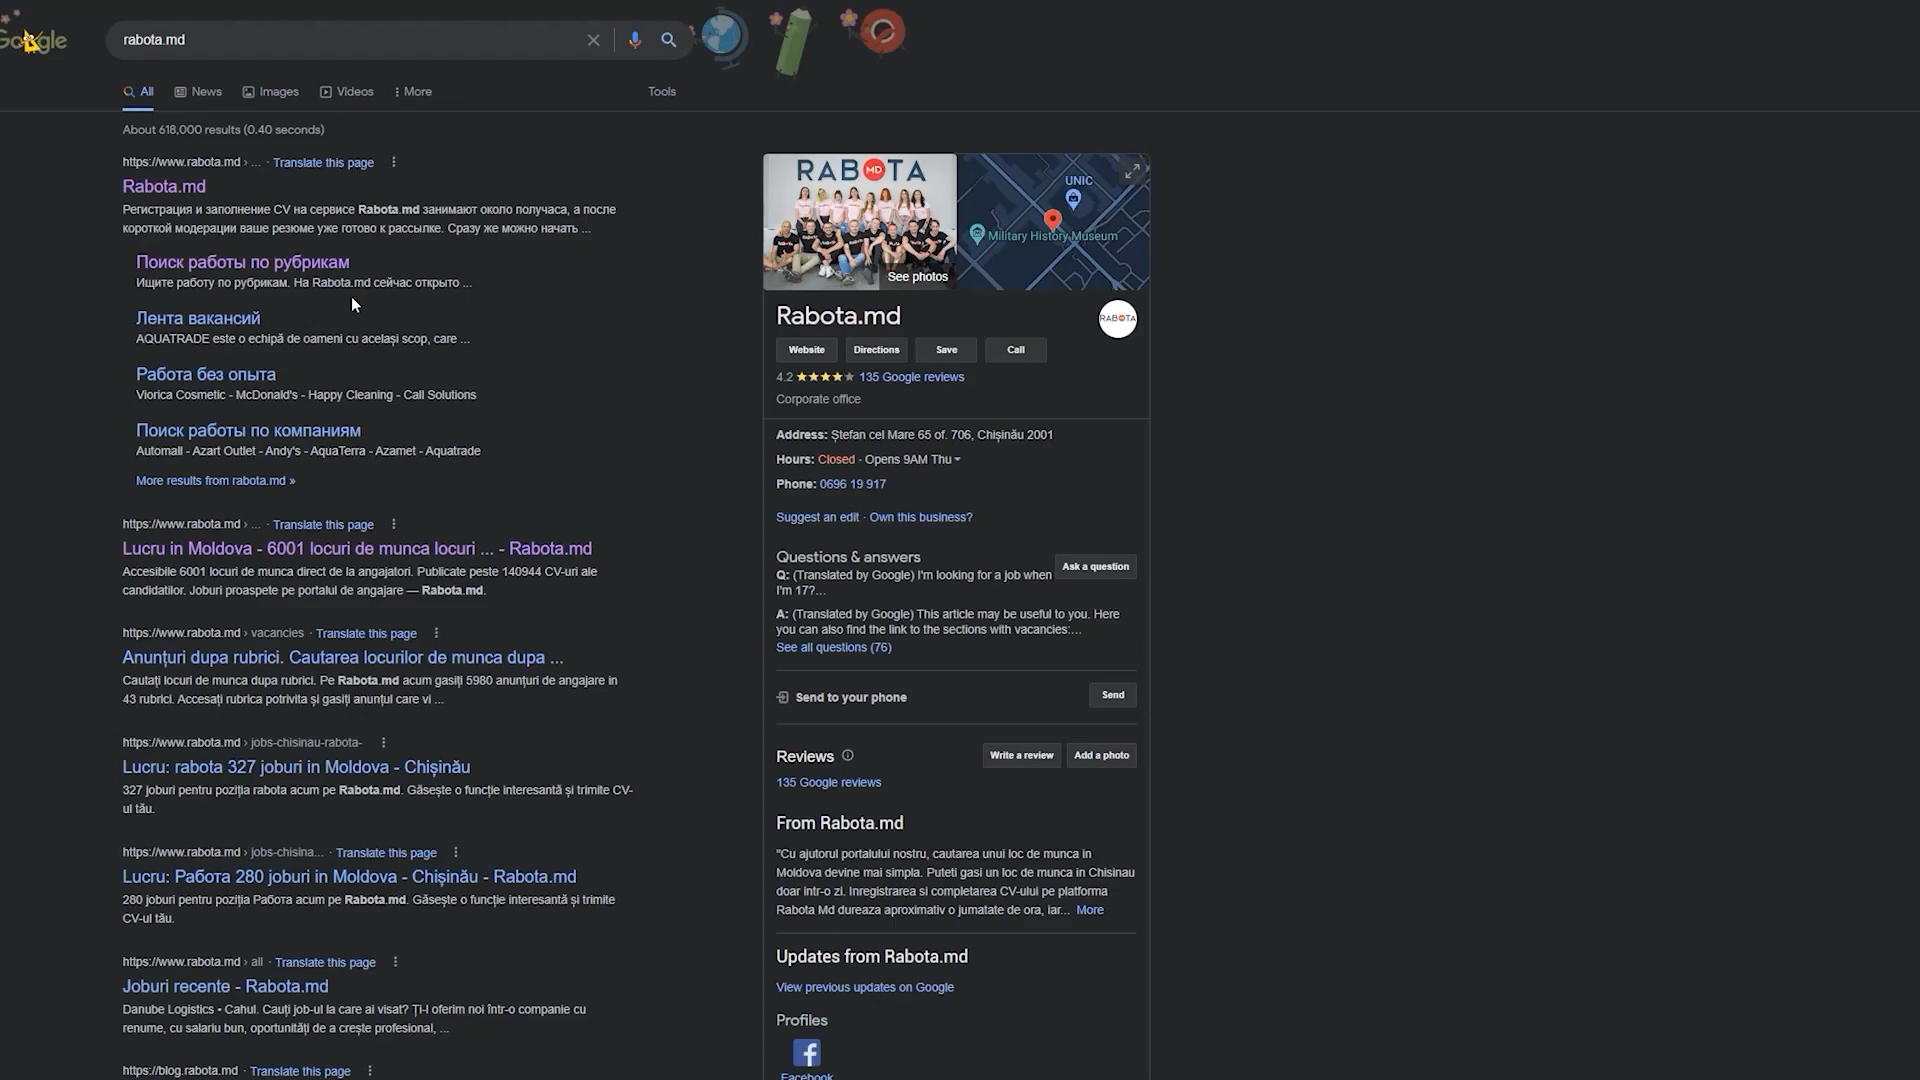 Google
rabota.md
All
News
Images
Videos
More
Tools
About 618,000 results (0.40 seconds)
https://www.rabota.md › ... · Translate this page
Rabota.md
Регистрация и заполнение CV на сервисе Rabota.md занимают около получаса, а после
короткой модерации ваше резюме уже готово к рассылке. Сразу же можно начать ...
Поиск работы по рубрикам
Ищите работу по рубрикам. На Rabota.md сейчас открыто ...
Лента вакансий
AQUATRADE este o echipă de oameni cu același scop, care ...
Работа без опыта
Viorica Cosmetic - McDonald's - Happy Cleaning - Call Solutions
Поиск работы по компаниям
Automall - Azart Outlet - Andy's - AquaTerra - Azamet - Aquatrade
More results from rabota.md »
https://www.rabota.md › ... · Translate this page
Lucru in Moldova - 6001 locuri de munca locuri ... - Rabota.md
Accesibile 6001 locuri de munca direct de la angajatori. Publicate peste 140944 CV-uri ale
candidatilor. Joburi proaspete pe portalul de angajare — Rabota.md.
https://www.rabota.md › vacancies · Translate this page
Anunțuri dupa rubrici. Cautarea locurilor de munca dupa ...
Cautați locuri de munca dupa rubrici. Pe Rabota.md acum gasiți 5980 anunțuri de angajare in
43 rubrici. Accesați rubrica potrivita și gasiți anunțul care vi ...
https://www.rabota.md › jobs-chisinau-rabota-
Lucru: rabota 327 joburi in Moldova - Chișinău
327 joburi pentru poziția rabota acum pe Rabota.md. Găsește o funcție interesantă și trimite CV-
ul tău.
https://www.rabota.md › jobs-chisina... · Translate this page
Lucru: Работа 280 joburi in Moldova - Chișinău - Rabota.md
280 joburi pentru poziția Работа acum pe Rabota.md. Găsește o funcție interesantă și trimite
CV-ul tău.
https://www.rabota.md › all · Translate this page
Joburi recente - Rabota.md
Danube Logistics • Cahul. Cauți job-ul la care ai visat? Ți-l oferim noi într-o companie cu
renume, cu salariu bun, oportunități de a crește profesional, ...
https://blog.rabota.md · Translate this page
RABOTA
MD
See photos
UNIC
Military History Museum
Rabota.md
RABOTA
Website
Directions
Save
Call
4.2 135 Google reviews
Corporate office
Address: Ștefan cel Mare 65 of. 706, Chișinău 2001
Hours: Closed · Opens 9AM Thu
Phone: 0696 19 917
Suggest an edit · Own this business?
Questions & answers
Ask a question
Q: (Translated by Google) I'm looking for a job when
I'm 17?...
A: (Translated by Google) This article may be useful to you. Here
you can also find the link to the sections with vacancies:...
See all questions (76)
Send to your phone
Send
Reviews
Write a review
Add a photo
135 Google reviews
From Rabota.md
"Cu ajutorul portalului nostru, cautarea unui loc de munca in
Moldova devine mai simpla. Puteti gasi un loc de munca in Chisinau
doar intr-o zi. Inregistrarea si completarea CV-ului pe platforma
Rabota Md dureaza aproximativ o jumatate de ora, iar... More
Updates from Rabota.md
View previous updates on Google
Profiles
Facebook